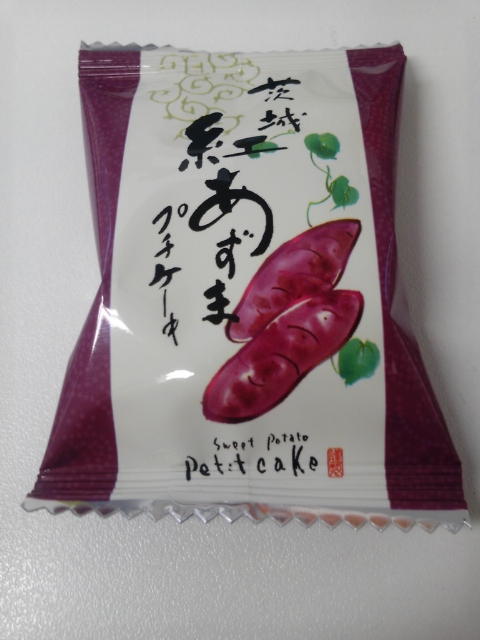 茨城
紅あずま
プチケーキ
Sweet Potato
Petit cake